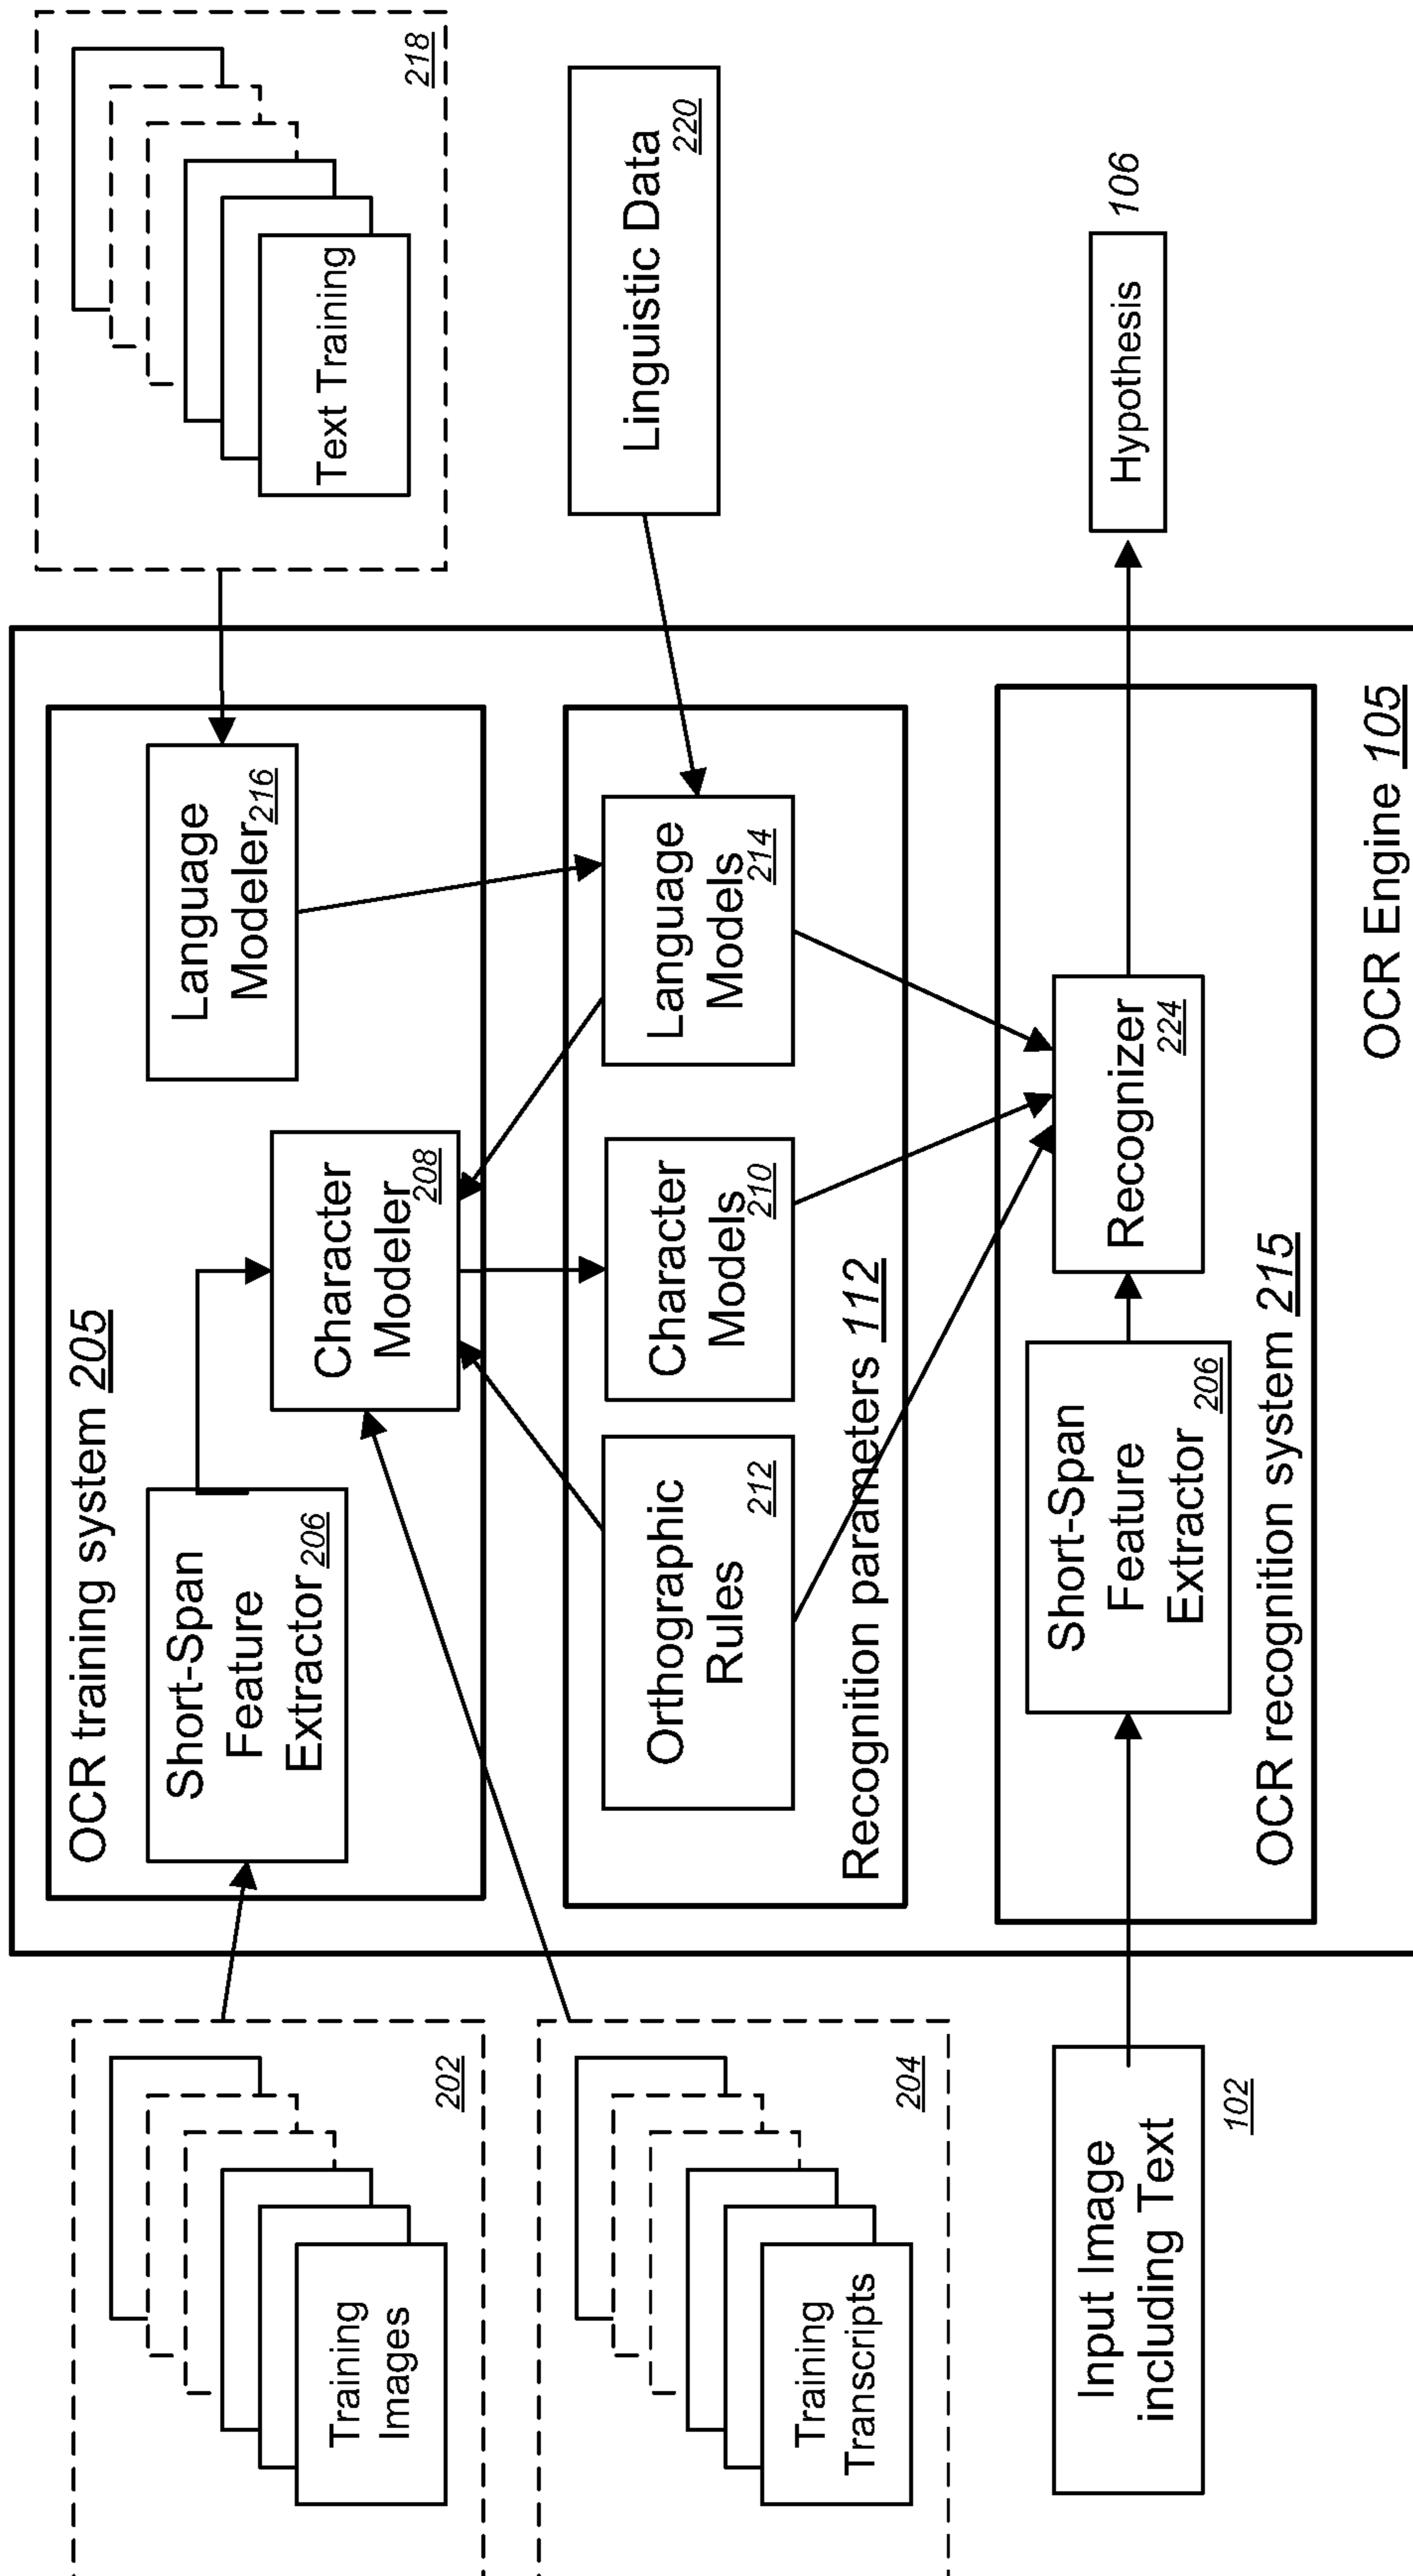 Training
Images
202
Training
Transcripts
204
Input Image
including Text
102
OCR training system 205
Short-Span
Feature
Extractor 206
Character
Modeler
208
Language
Modeler 216
Orthographic
Rules
212
Character
Models
210
Language
Models
214
Recognition parameters 112
Short-Span
Feature
Extractor
206
Recognizer
224
OCR recognition system 215
OCR Engine 105
Text Training
218
Linguistic Data
220
Hypothesis
106